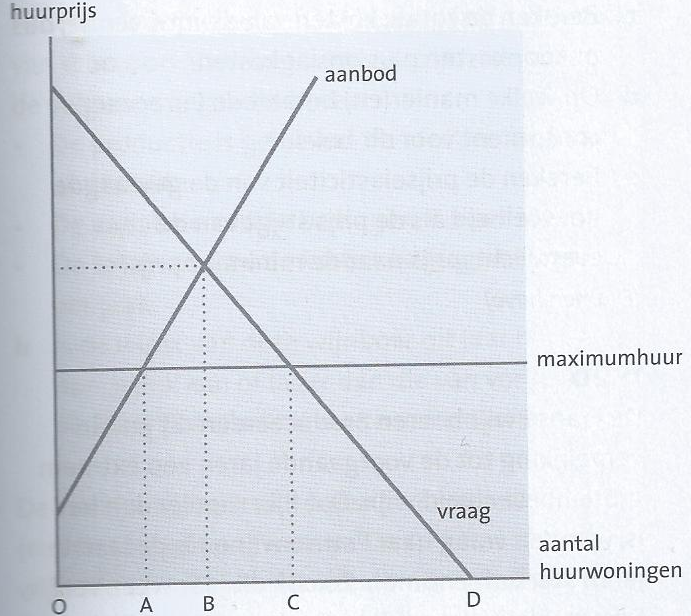 huurprijs
aanbod
maximumhuur
vraag
aantal
huurwoningen
O A B C D